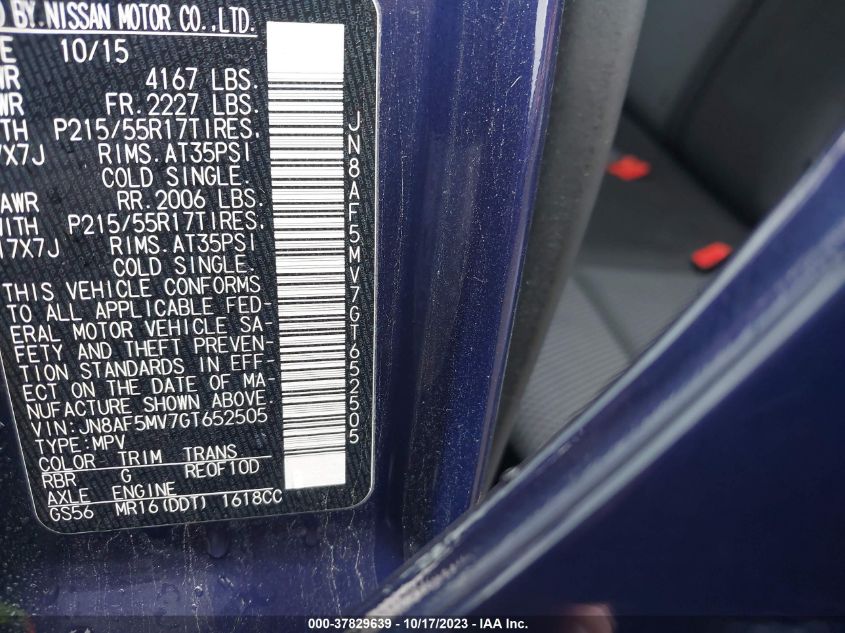 BY. NISSAN MOTOR CO.,LTD.
10/15
4167 LBS.
FR. 2227 LBS.
P215/55R17TIRES.
X7J RIMS. AT35PSI
COLD SINGLE.
AWR RR. 2006 LBS.
WITH P215/55R17TIRES.
17X7J RIMS. AT35PSI
COLD SINGLE.
THIS VEHICLE CONFORMS
TO ALL APPLICABLE FED-
ERAL MOTOR VEHICLE SA-
FETY AND THEFT PREVEN-
TION STANDARDS IN EFF-
ECT ON THE DATE OF MA-
NUFACTURE SHOWN ABOVE.
VIN: JN8AF5MV7GT652505
TYPE:MPV
COLOR TRIM TRANS
RBR G RE0F10D
AXLE ENGINE
GS56 MR16(DDT) 1618CC
JN8AF5MV7GT652505
000-37829639 - 10/17/2023 - IAA Inc.